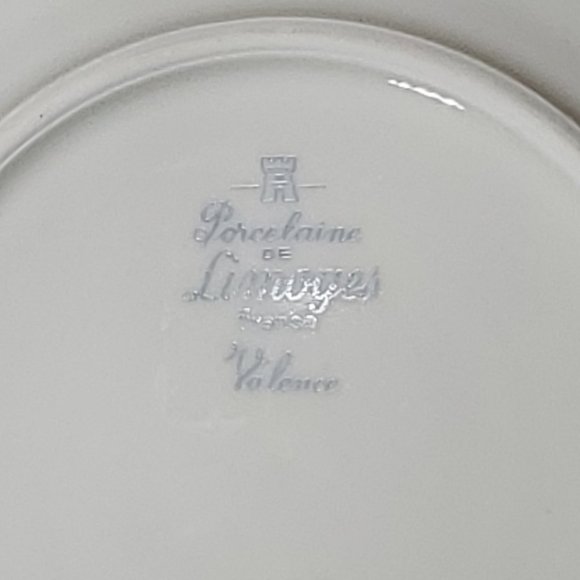 Porcelaine
DE
Limoges
France
Valence